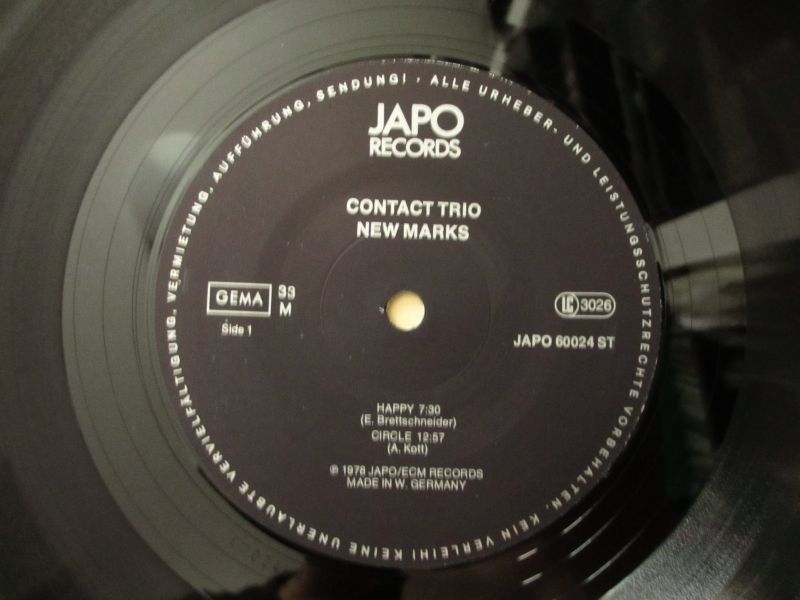 JAPO
RECORDS
CONTACT TRIO
NEW MARKS
GEMA
33
M
Side 1
LC 3026
JAPO 60024 ST
HAPPY 7:30
(E. Brettschneider)
CIRCLE 12:57
(A. Kott)
℗ 1978 JAPO/ECM RECORDS
MADE IN W. GERMANY
ALLE URHEBER- UND LEISTUNGSSCHUTZRECHTE VORBEHALTEN. KEIN VERLEIH! KEINE UNERLAUBTE VERVIELFÄLTIGUNG, VERMIETUNG, AUFFÜHRUNG, SENDUNG! ·